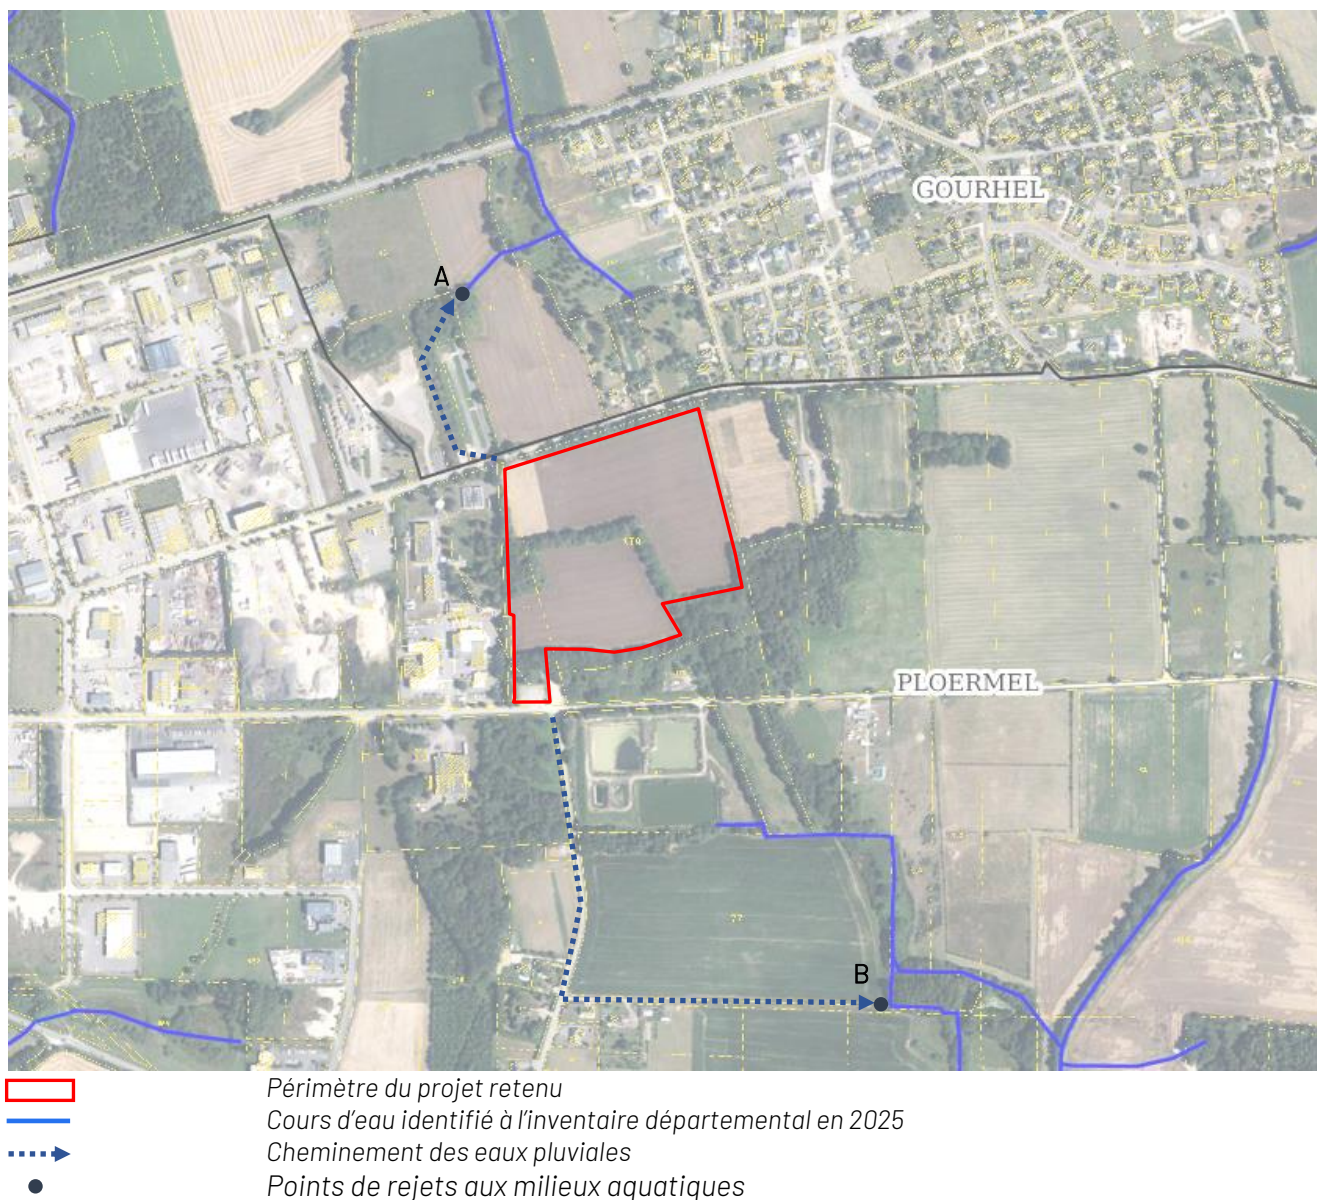 GOURHEL
A
PLOERMEL
B
Périmètre du projet retenu
Cours d'eau identifié à l'inventaire départemental en 2025
Cheminement des eaux pluviales
Points de rejets aux milieux aquatiques